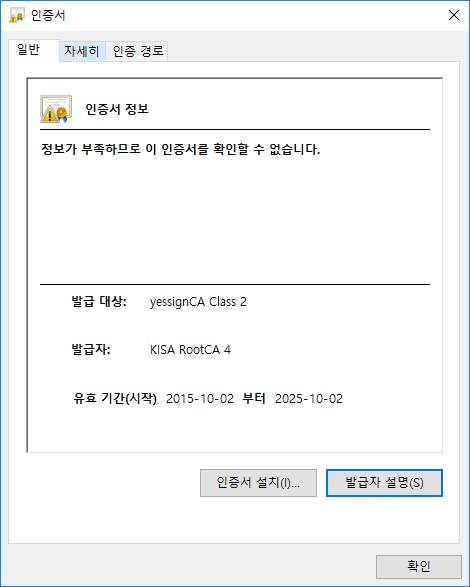 인증서
일반 자세히 인증 경로
인증서 정보
정보가 부족하므로 이 인증서를 확인할 수 없습니다.
발급 대상: yessignCA Class 2
발급자: KISA RootCA 4
유효 기간(시작) 2015-10-02 부터 2025-10-02
인증서 설치(I)... 발급자 설명(S)
확인